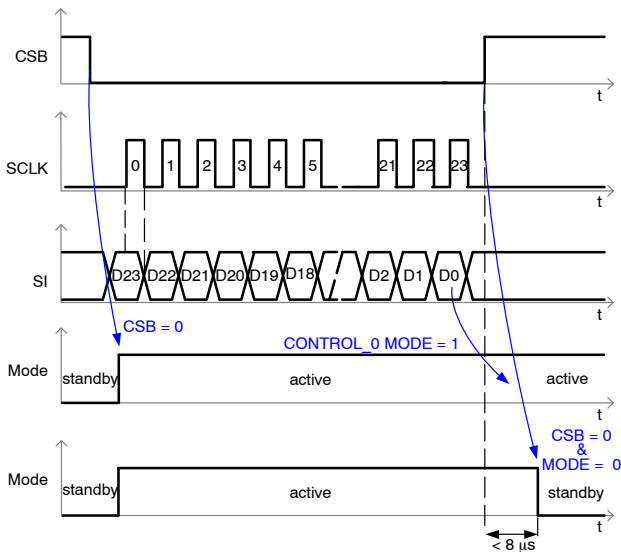 CSB
t
0 1 2 3 4 5 21 22 23
SCLK
t
D23 D22 D21 D20 D19 D18 D2 D1 D0
SI
t
CSB = 0
CONTROL_0 MODE = 1
Mode
standby active active
t
CSB = 0
&
MODE = 0
Mode
standby active standby
t
< 8 µs